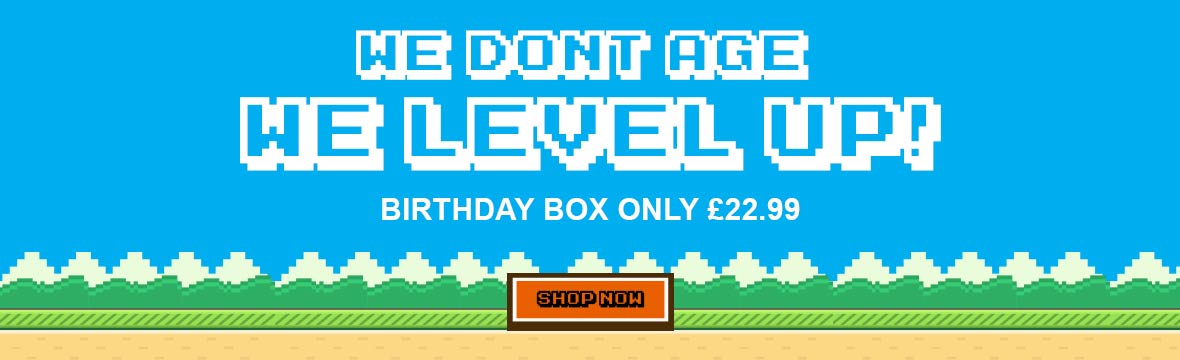 WE DONT AGE
WE LEVEL UP!
BIRTHDAY BOX ONLY £22.99
SHOP NOW